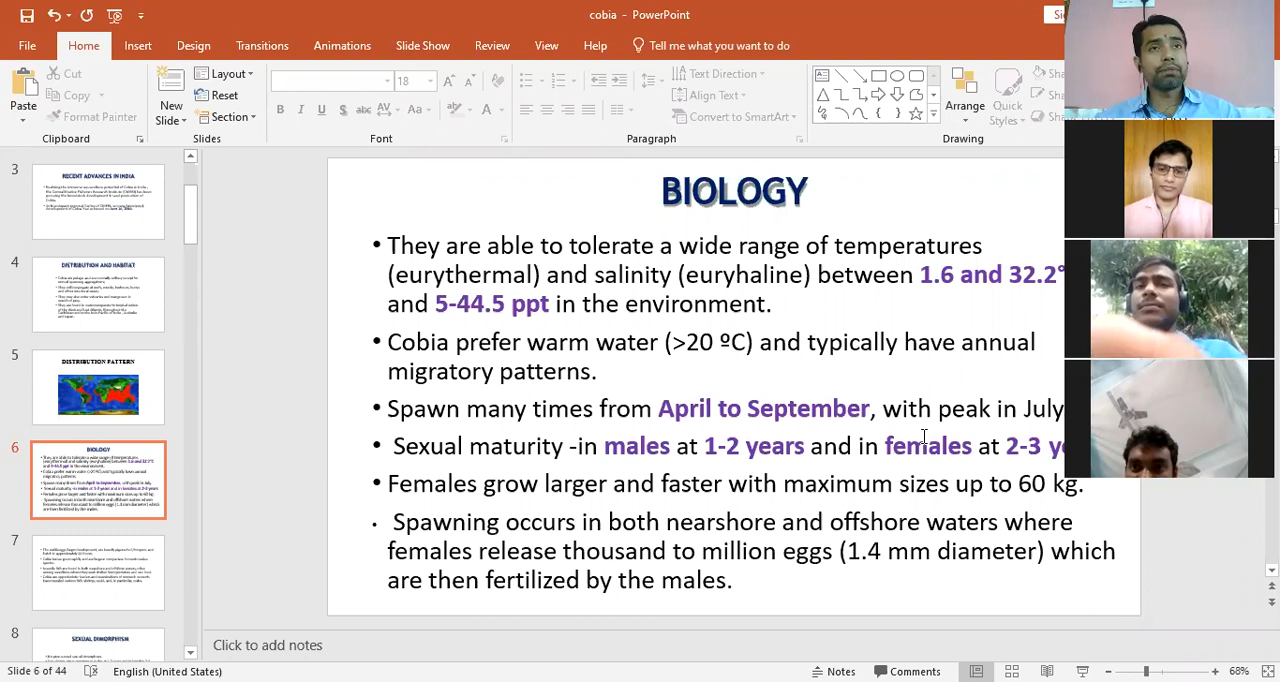 cobia - PowerPoint
File Home Insert Design Transitions Animations Slide Show Review View Help Tell me what you want to do
Cut
Copy
Format Painter
Paste
Clipboard
New
Slide
Layout
Reset
Section
Slides
18
Font
Text Direction
Align Text
Convert to SmartArt
Paragraph
Arrange
Quick
Styles
Drawing
3
RECENT ADVANCES IN INDIA
4
DISTRIBUTION AND HABITAT
5
DISTRIBUTION PATTERN
6
BIOLOGY
7
8
SEXUAL DIMORPHISM
BIOLOGY
• They are able to tolerate a wide range of temperatures
(eurythermal) and salinity (euryhaline) between 1.6 and 32.2°
and 5-44.5 ppt in the environment.
• Cobia prefer warm water (>20 ºC) and typically have annual
migratory patterns.
• Spawn many times from April to September, with peak in July
• Sexual maturity -in males at 1-2 years and in females at 2-3
• Females grow larger and faster with maximum sizes up to 60 kg.
• Spawning occurs in both nearshore and offshore waters where
females release thousand to million eggs (1.4 mm diameter) which
are then fertilized by the males.
Click to add notes
Slide 6 of 44 English (United States) Notes Comments 68%